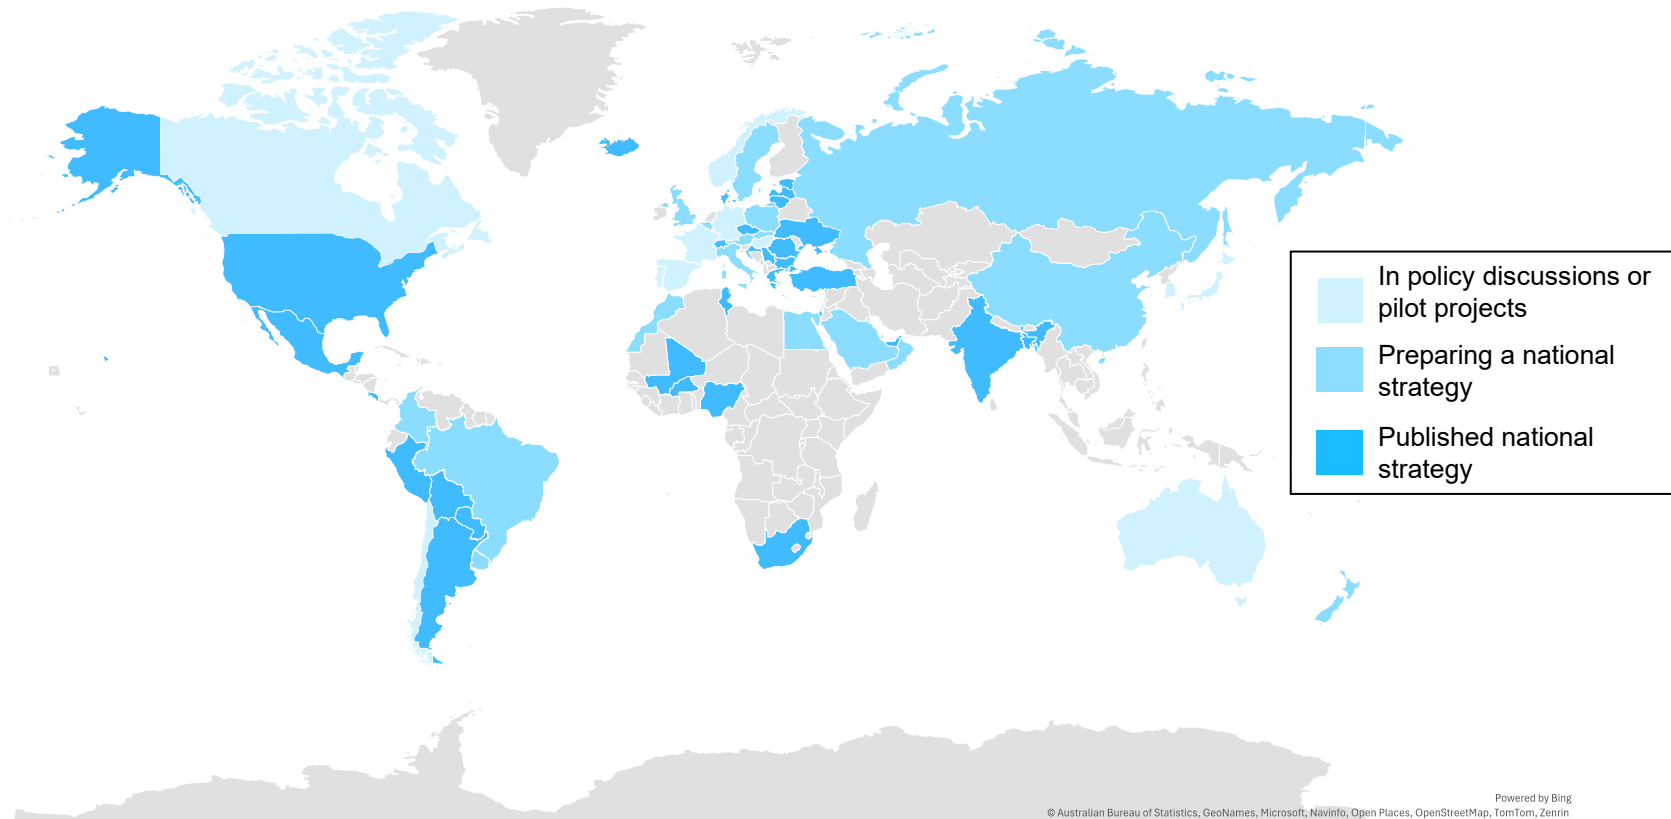 In policy discussions or
pilot projects
Preparing a national
strategy
Published national
strategy
Powered by Bing
© Australian Bureau of Statistics, GeoNames, Microsoft, Navinfo, Open Places, OpenStreetMap, TomTom, Zenrin